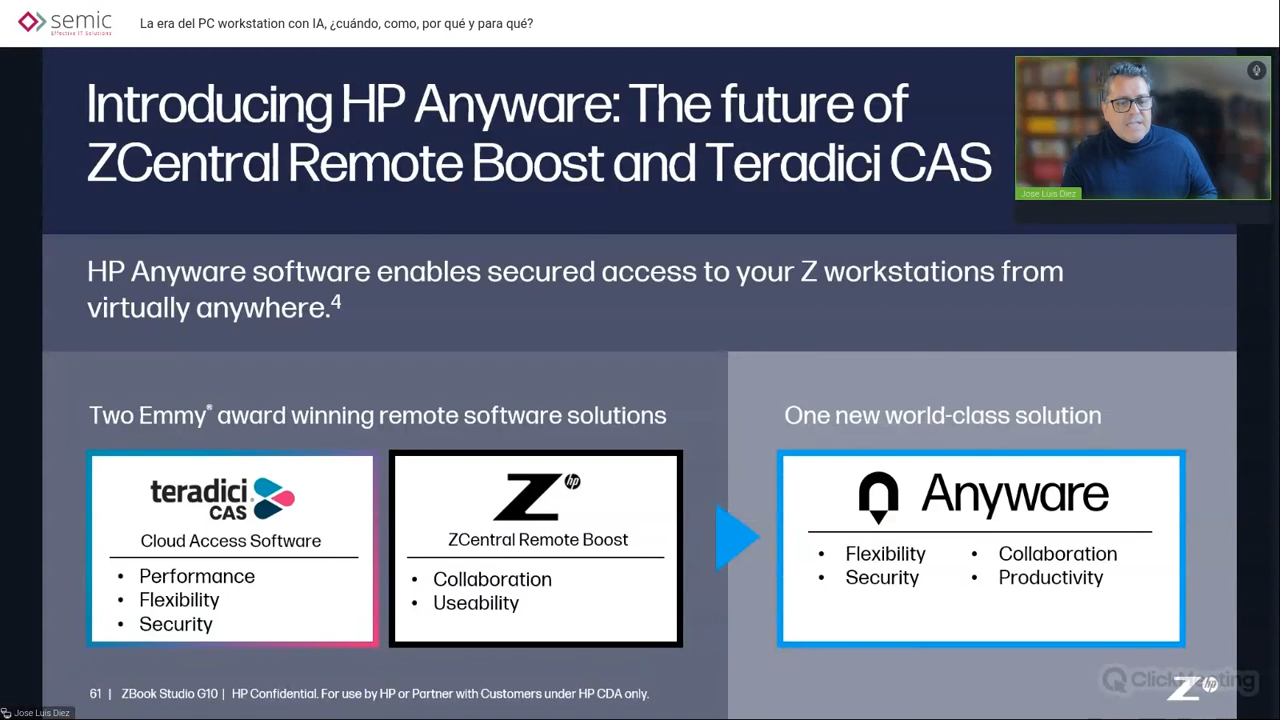 semic
Effective IT Solutions
La era del PC workstation con IA, ¿cuándo, como, por qué y para qué?
Introducing HP Anyware: The future of
ZCentral Remote Boost and Teradici CAS
Jose Luis Diez
HP Anyware software enables secured access to your Z workstations from
virtually anywhere.4
Two Emmy® award winning remote software solutions
One new world-class solution
teradici
CAS
Cloud Access Software
• Performance
• Flexibility
• Security
Z hp
ZCentral Remote Boost
• Collaboration
• Useability
Anyware
• Flexibility • Collaboration
• Security • Productivity
61 | ZBook Studio G10 | HP Confidential. For use by HP or Partner with Customers under HP CDA only.
ClickMeeting
Z hp
Jose Luis Diez